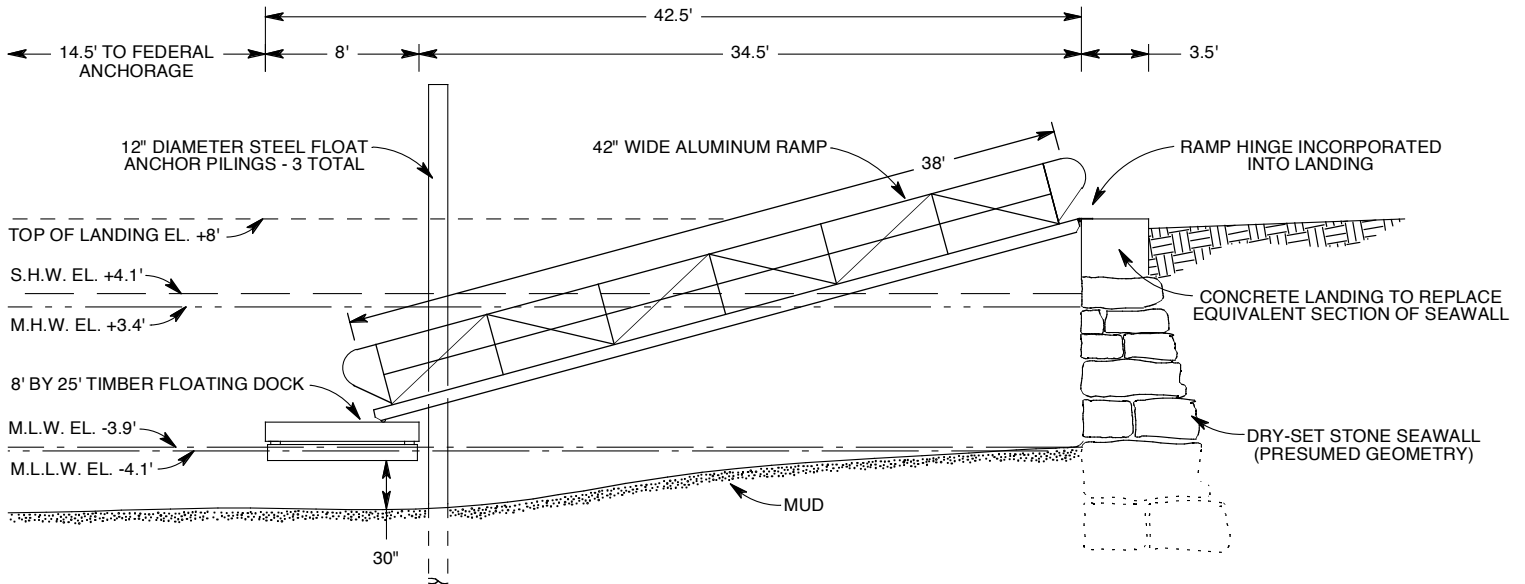 42.5'
14.5' TO FEDERAL
ANCHORAGE
8'
34.5'
3.5'
12" DIAMETER STEEL FLOAT
ANCHOR PILINGS - 3 TOTAL
42" WIDE ALUMINUM RAMP
38'
RAMP HINGE INCORPORATED
INTO LANDING
TOP OF LANDING EL. +8'
S.H.W. EL. +4.1'
M.H.W. EL. +3.4'
CONCRETE LANDING TO REPLACE
EQUIVALENT SECTION OF SEAWALL
8' BY 25' TIMBER FLOATING DOCK
M.L.W. EL. -3.9'
M.L.L.W. EL. -4.1'
DRY-SET STONE SEAWALL
(PRESUMED GEOMETRY)
MUD
30"